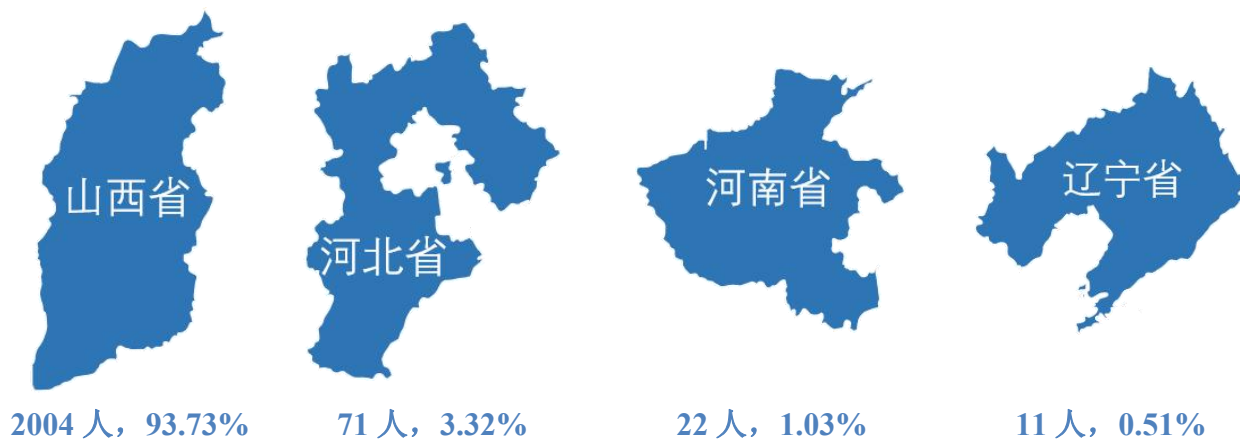 山西省
河北省
河南省
辽宁省
2004 人，93.73%
71 人，3.32%
22 人，1.03%
11 人，0.51%